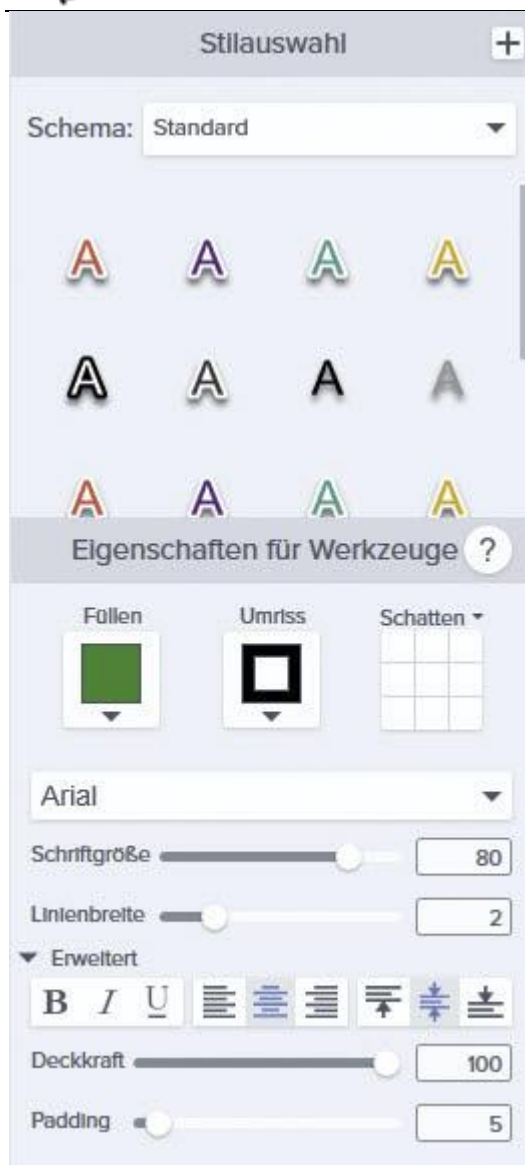 Stilauswahl +
Schema: Standard
A A A A
A A A A
A A A A
Eigenschaften für Werkzeuge ?
Füllen Umriss Schatten
Arial
Schriftgröße 80
Linienbreite 2
Erweitert
B I U
Deckkraft 100
Padding 5